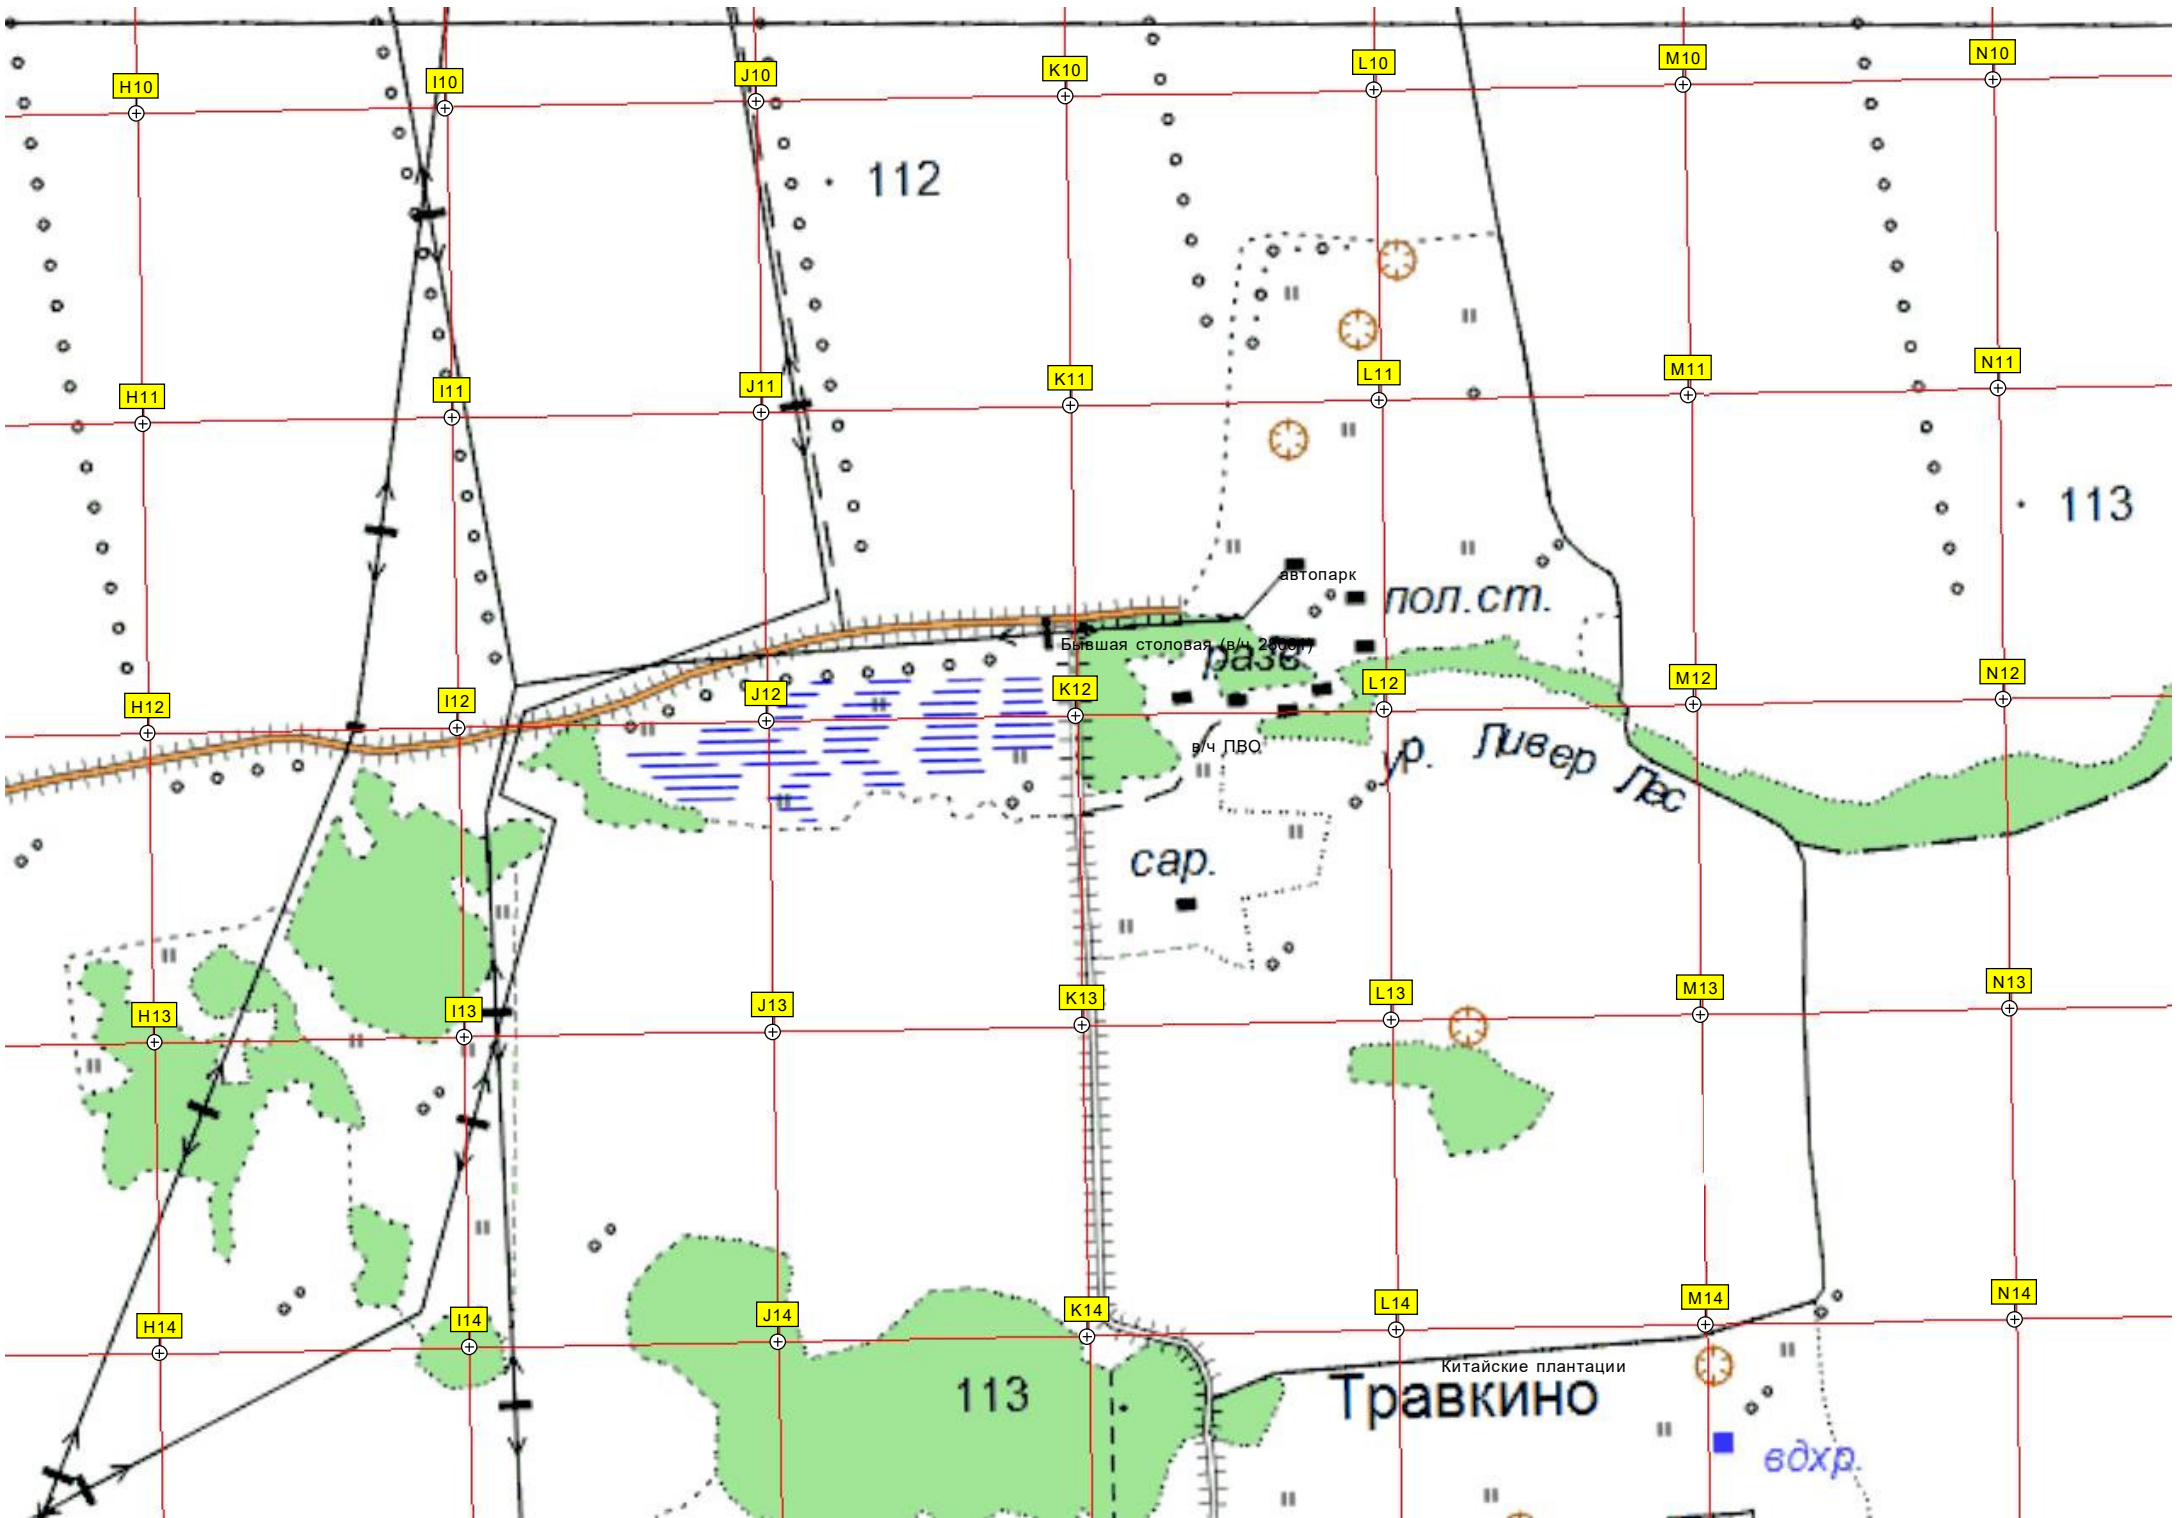 H10 I10 J10 K10 L10 M10 N10
112
H11 I11 J11 K11 L11 M11 N11
113
автопарк
пол.ст.
Бывшая столовая (в/ч
разв
H12 I12 J12 K12 L12 M12 N12
в/ч ПВО
ур. Ливер Лес
сар.
H13 I13 J13 K13 L13 M13 N13
H14 I14 J14 K14 L14 M14 N14
Китайские плантации
113
Травкино
вдхр.